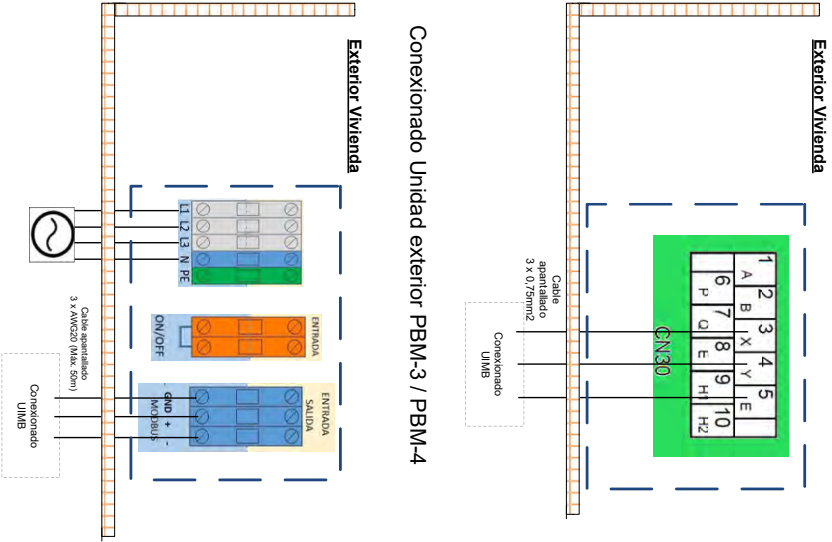 Exterior Vivienda
1 2 3 4 5
A B X Y E
6 7 8 9 10
P Q E H1 H2
CN30
Cable
apantallado
3 x 0,75mm2
Conexionado
UIMB
Conexionado Unidad exterior PBM-3 / PBM-4
Exterior Vivienda
L1 L2 L3 N PE
ENTRADA
ON/OFF
ENTRADA
SALIDA
GND + -
MODBUS
Cable apantallado
3 x AWG20 (Máx. 50m)
Conexionado
UIMB